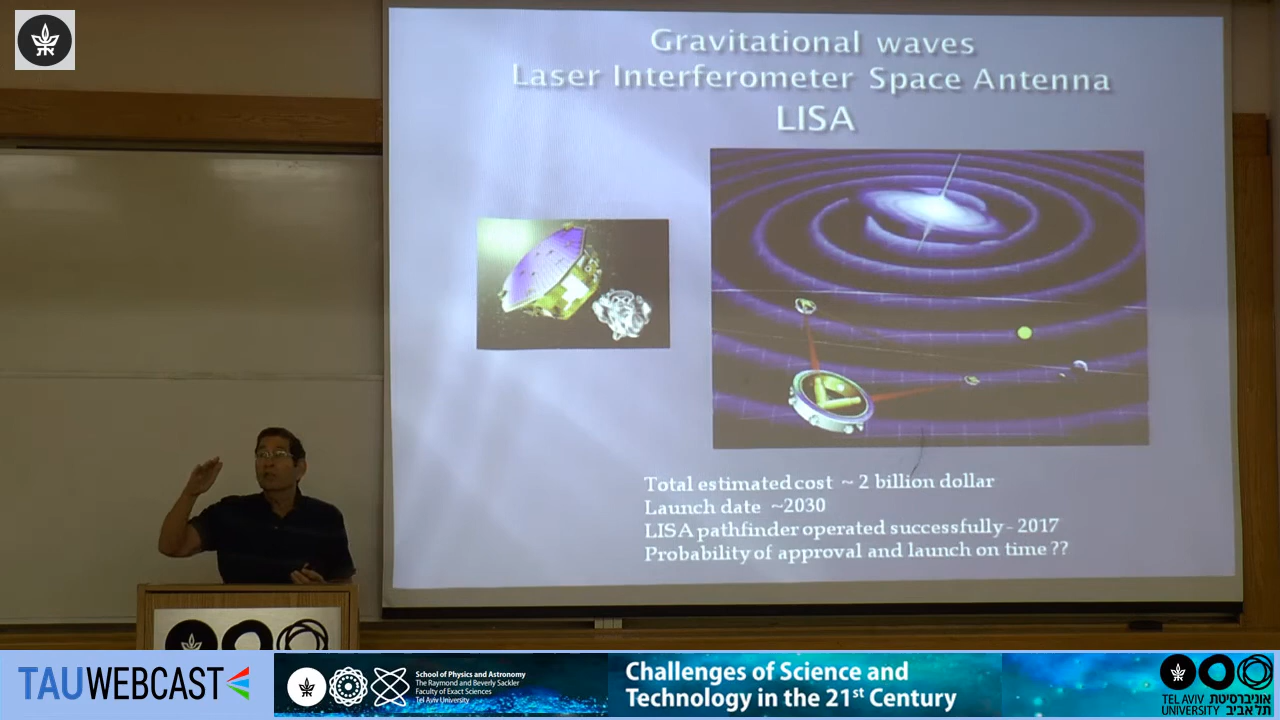 Gravitational waves
Laser Interferometer Space Antenna
LISA
Total estimated cost ~ 2 billion dollar
Launch date ~2030
LISA pathfinder operated successfully - 2017
Probability of approval and launch on time ??
TAUWEBCAST
School of Physics and Astronomy
The Raymond and Beverly Sackler
Faculty of Exact Sciences
Tel Aviv University
Challenges of Science and
Technology in the 21st Century
TEL AVIV אוניברסיטת
UNIVERSITY תל אביב